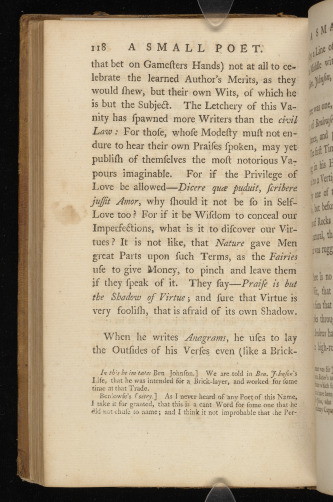 118 A SMALL POET.
that bet on Gameſters Hands) not at all to ce-
lebrate the learned Author's Merits, as they
would ſhew, but their own Wits, of which he
is but the Subject. The Letchery of this Va-
nity has ſpawned more Writers than the civil
Law: For thoſe, whoſe Modeſty muſt not en-
dure to hear their own Praiſes ſpoken, may yet
publiſh of themſelves the moſt notorious Va-
pours imaginable. For if the Privilege of
Love be allowed—Dicere quæ puduit, ſcribere
juſſit Amor, why ſhould it not be ſo in Self-
Love too? For if it be Wiſdom to conceal our
Imperfections, what is it to diſcover our Vir-
tues? It is not like, that Nature gave Men
great Parts upon ſuch Terms, as the Fairies
uſe to give Money, to pinch and leave them
if they ſpeak of it. They ſay—Praiſe is but
the Shadow of Virtue; and ſure that Virtue is
very fooliſh, that is afraid of its own Shadow.
When he writes Anagrams, he uſes to lay
the Outſides of his Verſes even (like a Brick-
In this he imitates Ben Johnſon.] We are told in Ben. Johnſon's
Life, that he was intended for a Brick-layer, and worked for ſome
time at that Trade.
As I never heard of any Poet of this Name,
I take it for granted, that this is a cant Word for ſome one that he
did not chuſe to name; and I think it not improbable that the Per-